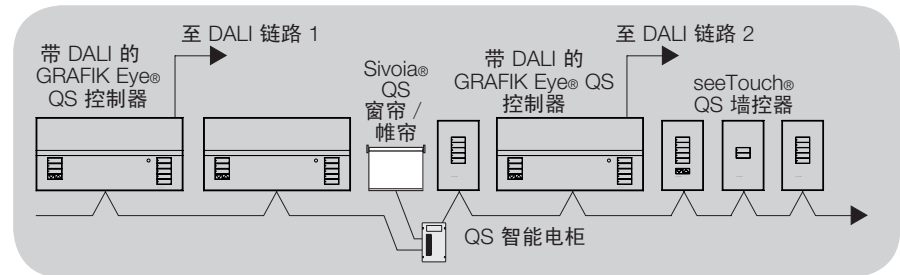 带 DALI 的
GRAFIK Eye®
QS 控制器
至 DALI 链路 1
Sivoia®
QS
窗帘 /
帷帘
带 DALI 的
GRAFIK Eye® QS
控制器
至 DALI 链路 2
seeTouch®
QS 墙控器
QS 智能电柜